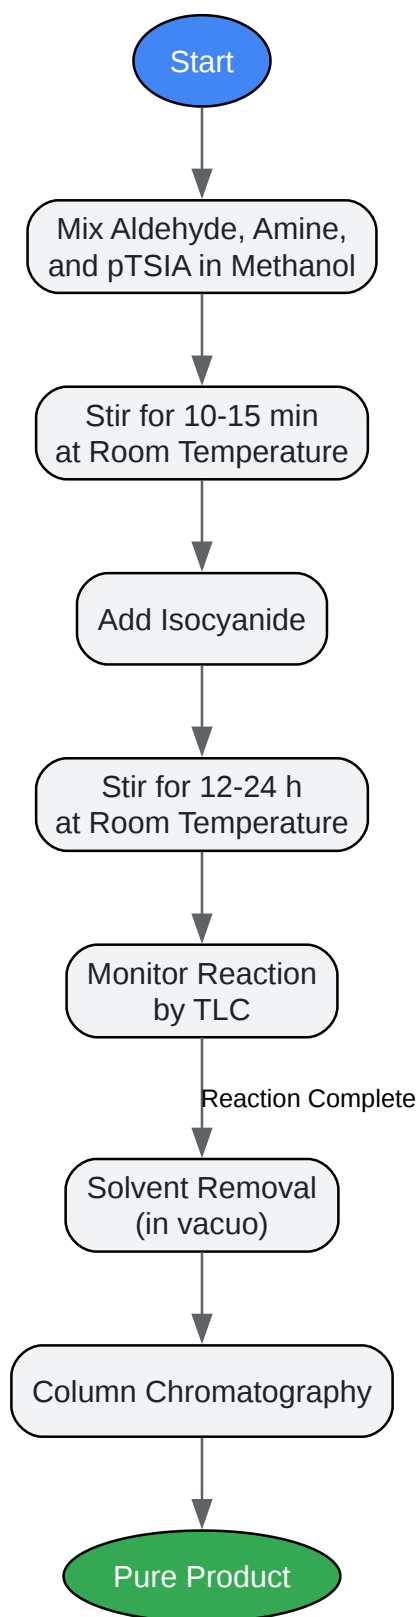 Start
Mix Aldehyde, Amine,
and pTSIA in Methanol
Stir for 10-15 min
at Room Temperature
Add Isocyanide
Stir for 12-24 h
at Room Temperature
Monitor Reaction
by TLC
Reaction Complete
Solvent Removal
(in vacuo)
Column Chromatography
Pure Product